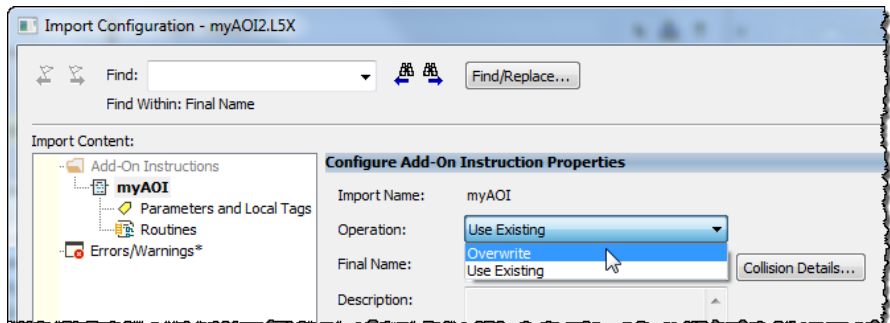 Import Configuration - myAOI2.L5X
Find:
Find/Replace...
Find Within: Final Name
Import Content:
Add-On Instructions
myAOI
Parameters and Local Tags
Routines
Errors/Warnings*
Configure Add-On Instruction Properties
Import Name: myAOI
Operation: Use Existing
Overwrite
Use Existing
Final Name:
Collision Details...
Description: